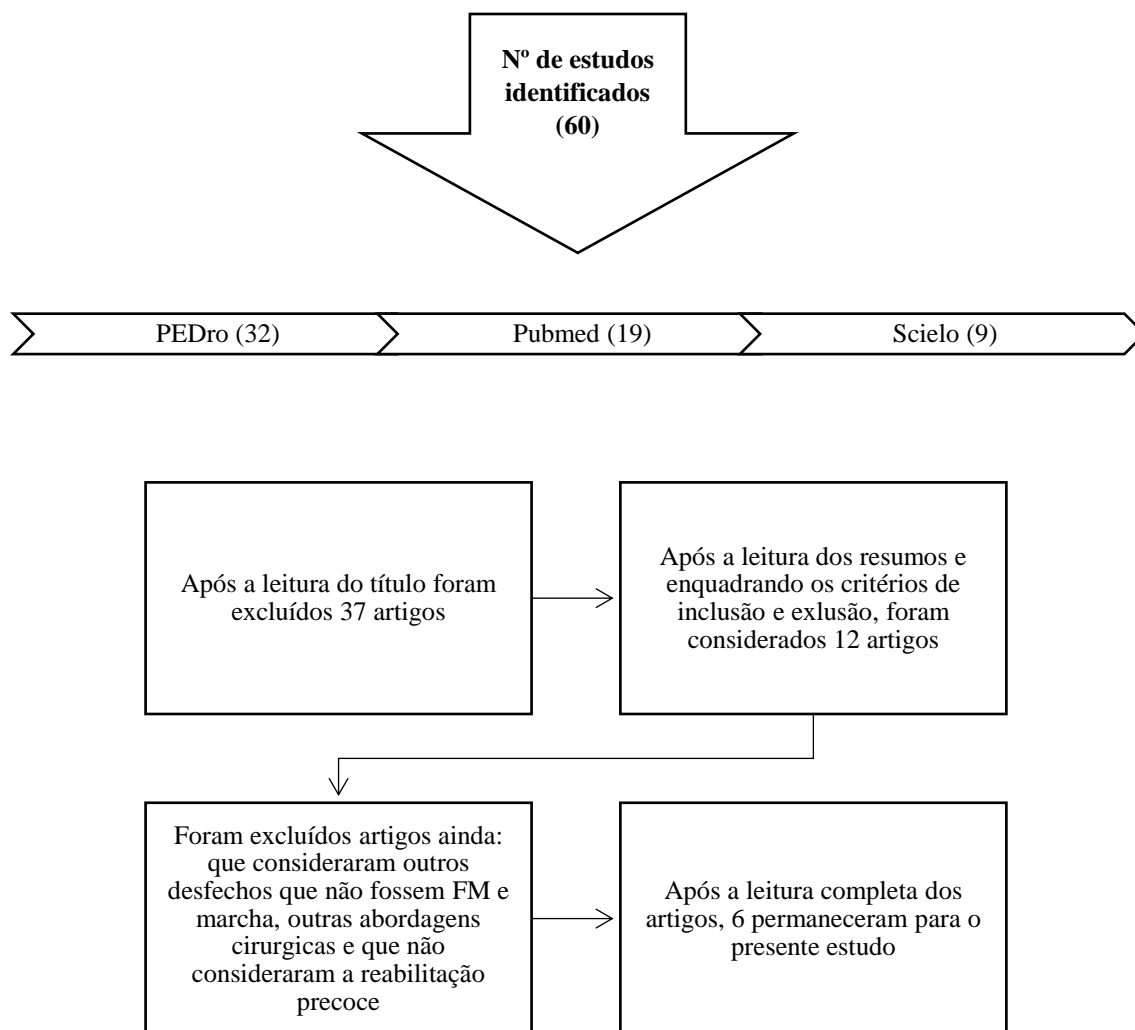 Nº de estudos
identificados
(60)
PEDro (32)
Pubmed (19)
Scielo (9)
Após a leitura do título foram
excluídos 37 artigos
Após a leitura dos resumos e
enquadrando os critérios de
inclusão e exlusão, foram
considerados 12 artigos
Foram excluídos artigos ainda:
que consideraram outros
desfechos que não fossem FM e
marcha, outras abordagens
cirurgicas e que não
consideraram a reabilitação
precoce
Após a leitura completa dos
artigos, 6 permaneceram para o
presente estudo